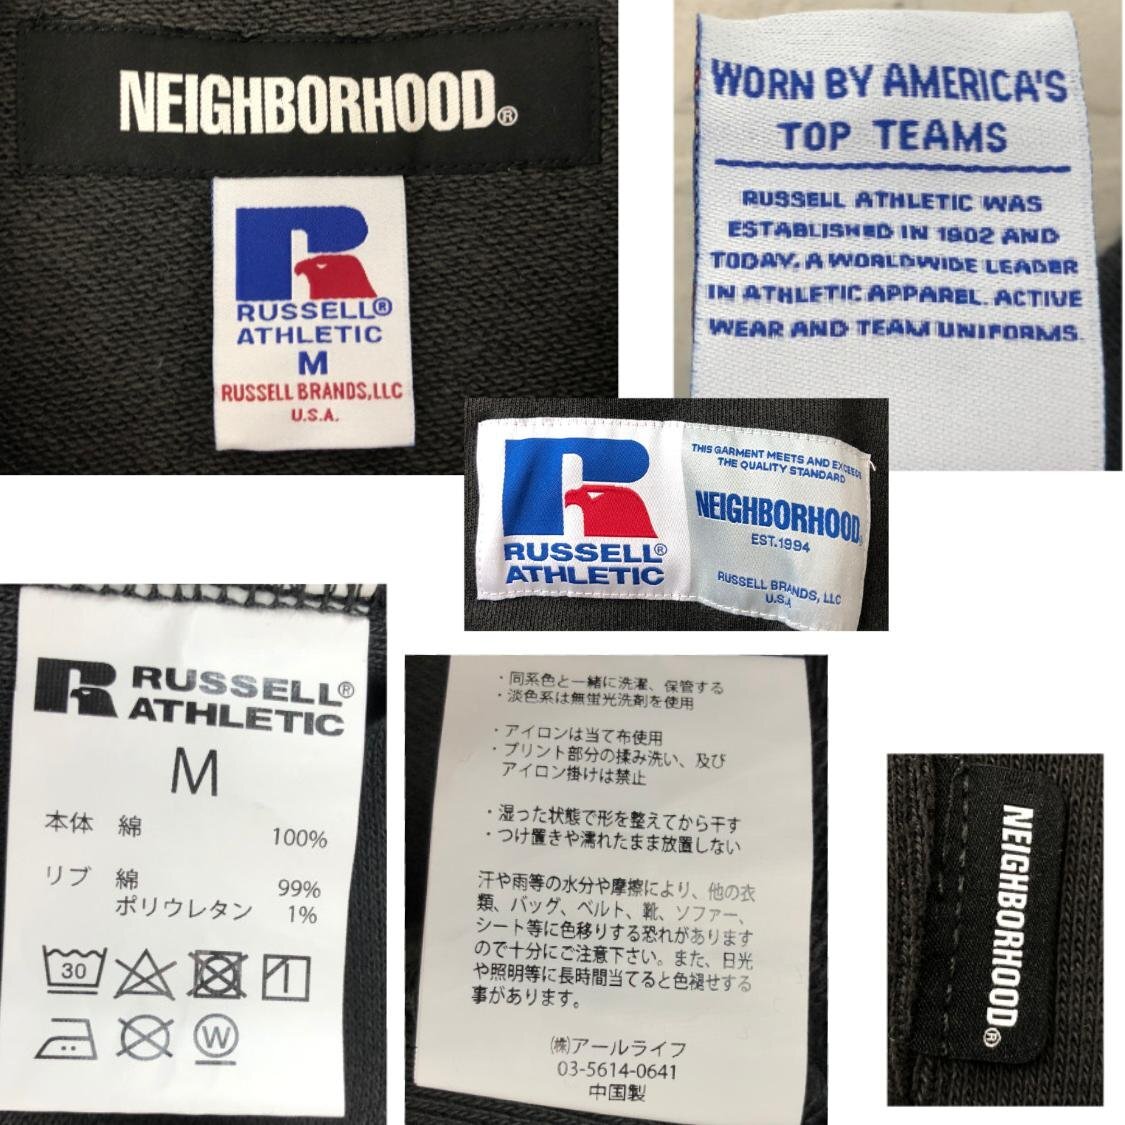 NEIGHBORHOOD®
RUSSELL®
ATHLETIC
M
RUSSELL BRANDS,LLC
U.S.A.
WORN BY AMERICA'S
TOP TEAMS
RUSSELL ATHLETIC WAS
ESTABLISHED IN 1902 AND
TODAY. A WORLDWIDE LEADER
IN ATHLETIC APPAREL. ACTIVE
WEAR AND TEAM UNIFORMS.
RUSSELL®
ATHLETIC
THIS GARMENT MEETS AND EXCEEDS
THE QUALITY STANDARD
NEIGHBORHOOD
EST.1994
RUSSELL BRANDS, LLC
U.S.A
RUSSELL®
ATHLETIC
M
本体 綿 100%
リブ 綿 99%
ポリウレタン 1%
30
W
・同系色と一緒に洗濯、保管する
・淡色系は無蛍光洗剤を使用
・アイロンは当て布使用
・プリント部分の揉み洗い、及び
アイロン掛けは禁止
・湿った状態で形を整えてから干す
・つけ置きや濡れたまま放置しない
汗や雨等の水分や摩擦により、他の衣
類、バッグ、ベルト、靴、ソファー、
シート等に色移りする恐れがあります
ので十分にご注意下さい。また、日光
や照明等に長時間当てると色褪せする
事があります。
㈱アールライフ
03-5614-0641
中国製
NEIGHBORHOOD®